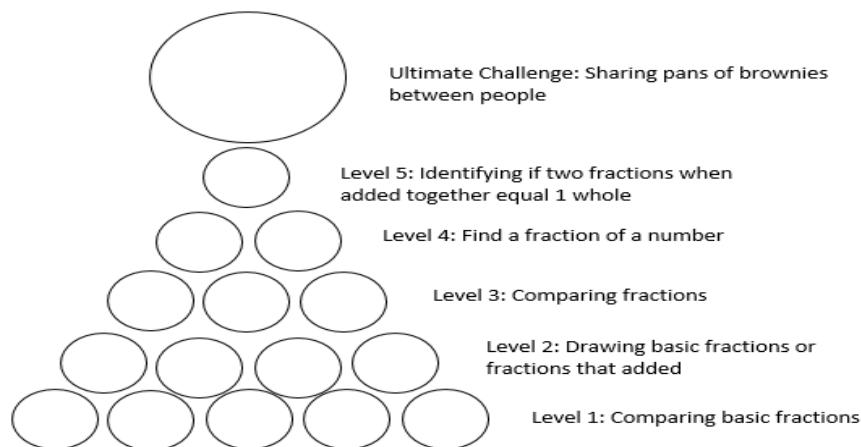 Ultimate Challenge: Sharing pans of brownies
between people
Level 5: Identifying if two fractions when
added together equal 1 whole
Level 4: Find a fraction of a number
Level 3: Comparing fractions
Level 2: Drawing basic fractions or
fractions that added
Level 1: Comparing basic fractions